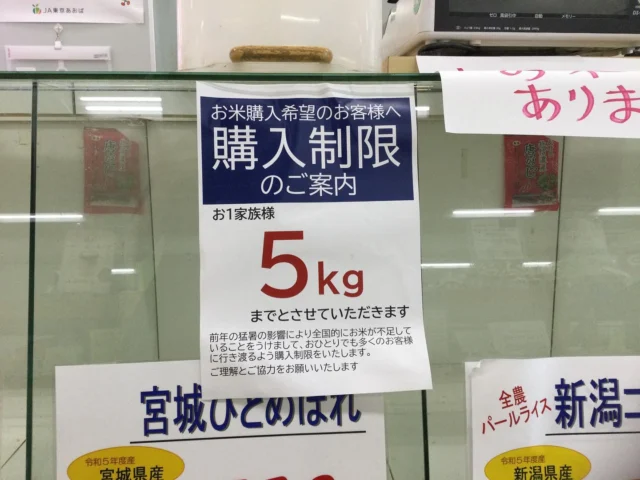 JA東京あおば
お米購入希望のお客様へ
購入制限
のご案内
お1家族様
5kg
までとさせていただきます
前年の猛暑の影響により全国的にお米が不足して
いることをうけまして、おひとりでも多くのお客様
に行き渡るよう購入制限をいたします。
ご理解とご協力をお願いいたします
ありま
宮城ひとめぼれ
令和5年度産
宮城県産
全農
パールライス
新潟コ
令和5年度産
新潟県産